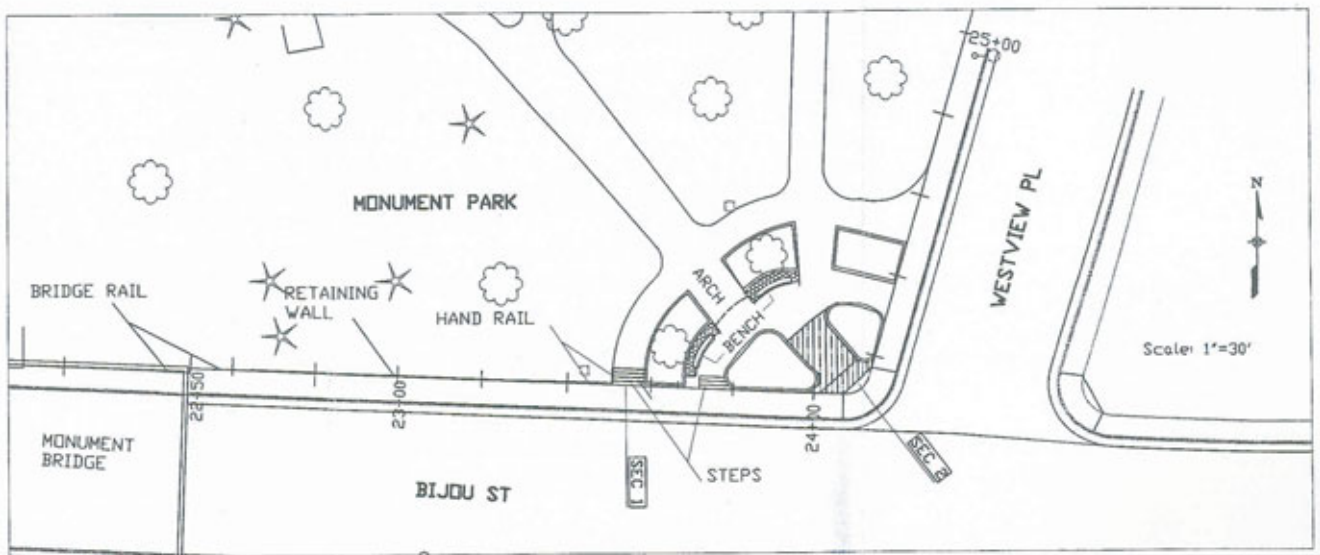 25+00
WESTVIEW PL
N
MONUMENT PARK
BRIDGE RAIL
RETAINING
WALL
HAND RAIL
ARCH
BENCH
Scale: 1"=30'
22+50
23+00
24+00
MONUMENT
BRIDGE
BIJOU ST
SEC 1
STEPS
SEC 2